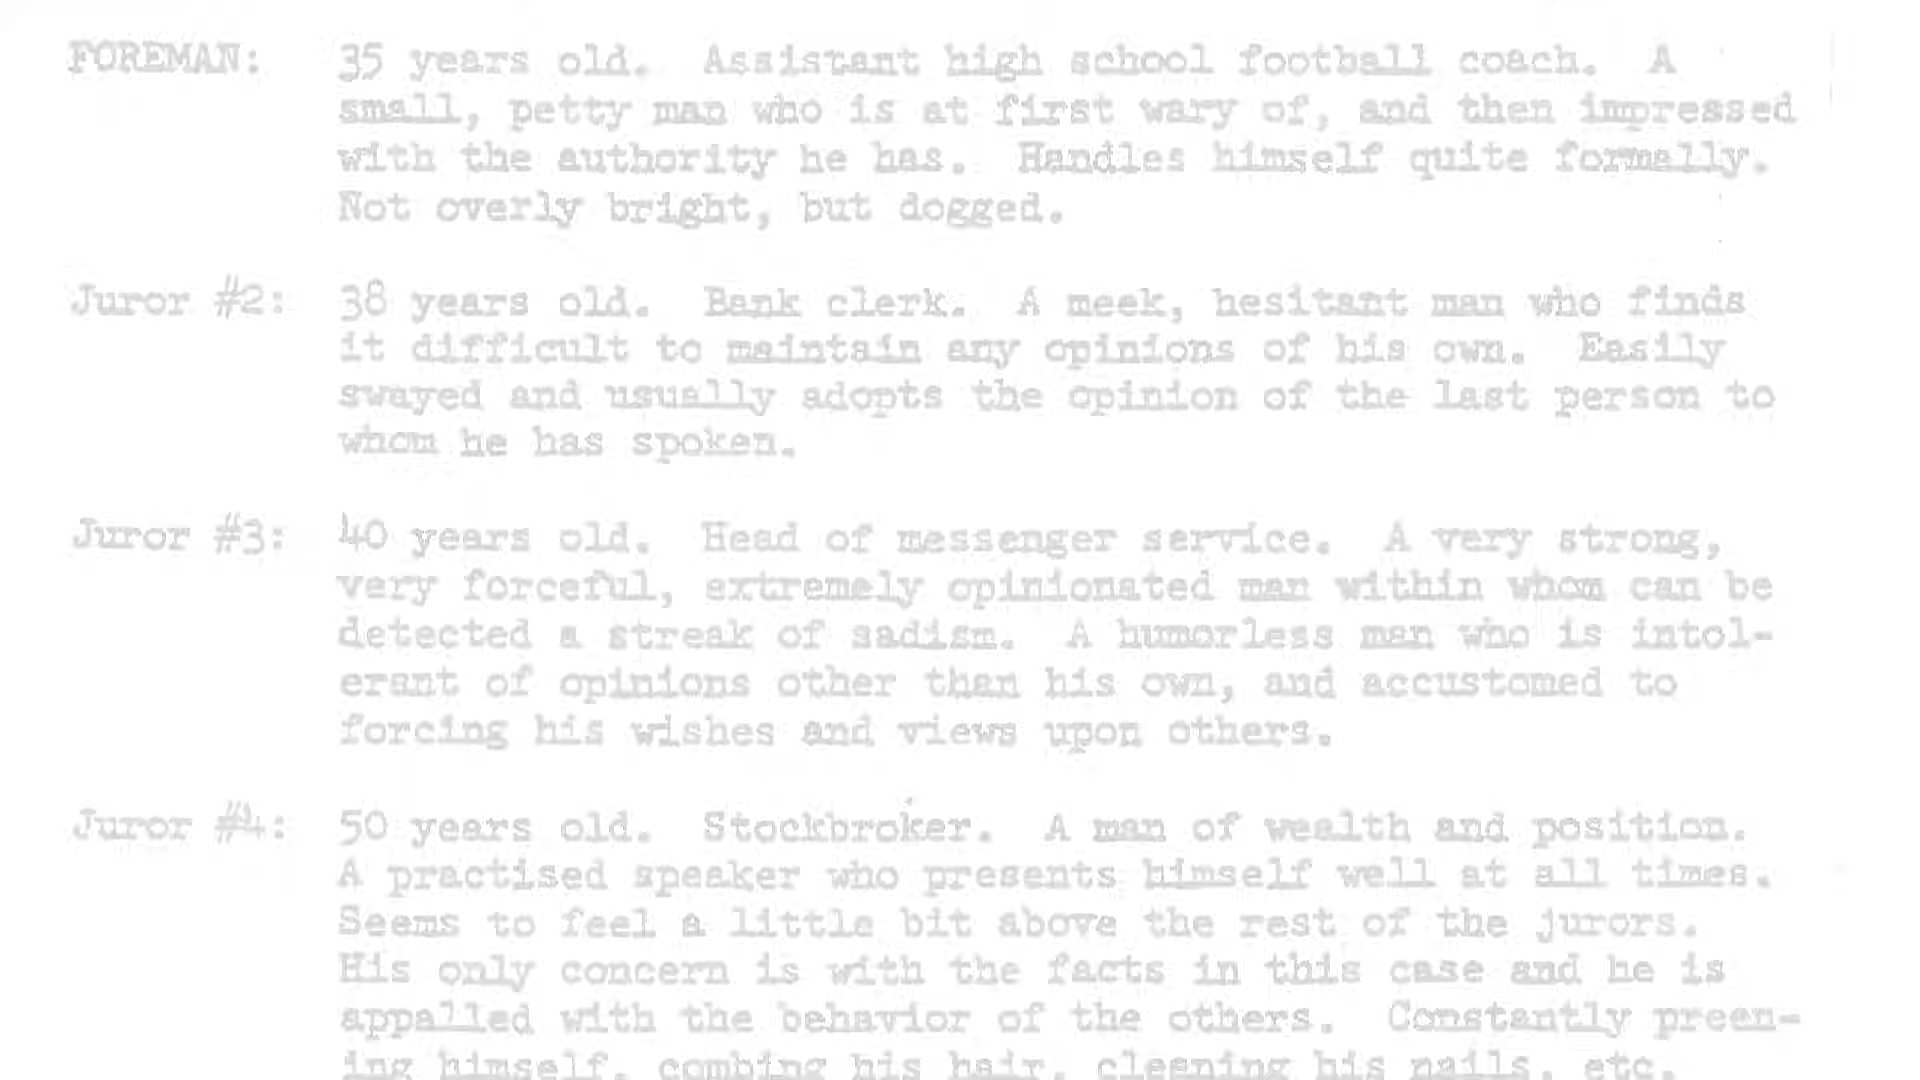 FOREMAN: 35 years old. Assistant high school football coach. A
small, petty man who is at first wary of, and then impressed
with the authority he has. Handles himself quite formally.
Not overly bright, but dogged.
Juror #2: 38 years old. Bank clerk. A meek, hesitant man who finds
it difficult to maintain any opinions of his own. Easily
swayed and usually adopts the opinion of the last person to
whom he has spoken.
Juror #3: 40 years old. Head of messenger service. A very strong,
very forceful, extremely opinionated man within whom can be
detected a streak of sadism. A humorless man who is intol-
erant of opinions other than his own, and accustomed to
forcing his wishes and views upon others.
Juror #4: 50 years old. Stockbroker. A man of wealth and position.
A practised speaker who presents himself well at all times.
Seems to feel a little bit above the rest of the jurors.
His only concern is with the facts in this case and he is
appalled with the behavior of the others. Constantly preen-
ing himself, combing his hair, cleaning his nails, etc.